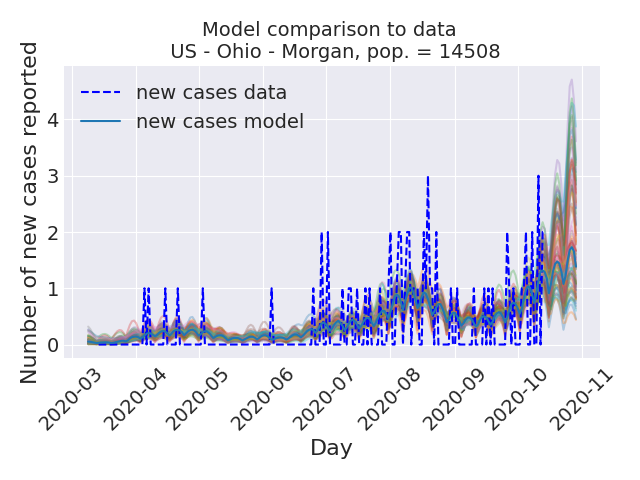 Model comparison to data
US - Ohio - Morgan, pop. = 14508
Number of new cases reported
new cases data
new cases model
4
3
2
1
0
2020-03
2020-04
2020-05
2020-06
2020-07
2020-08
2020-09
2020-10
2020-11
Day